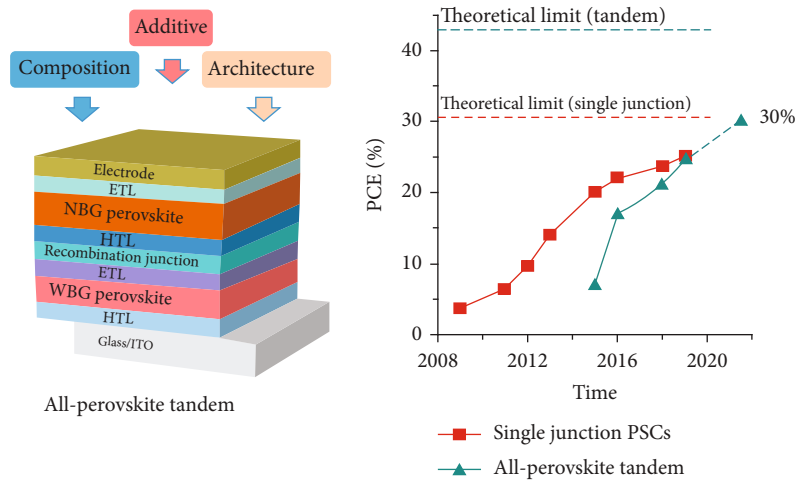 Additive
Composition
Architecture
Electrode
ETL
NBG perovskite
HTL
Recombination junction
ETL
WBG perovskite
HTL
Glass/ITO
All-perovskite tandem
Theoretical limit (tandem)
Theoretical limit (single junction)
30%
PCE (%)
40
30
20
10
0
2008
2012
2016
2020
Time
Single junction PSCs
All-perovskite tandem